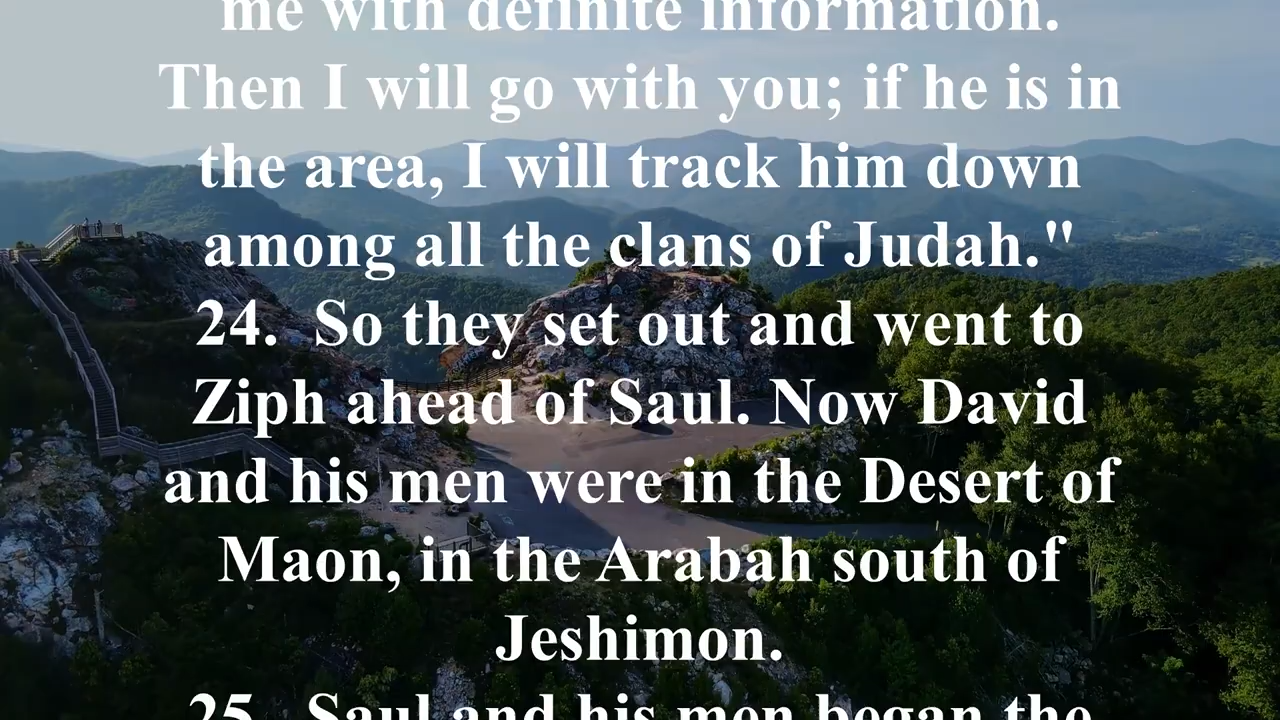 me with definite information.
Then I will go with you; if he is in
the area, I will track him down
among all the clans of Judah."
24.  So they set out and went to
Ziph ahead of Saul. Now David
and his men were in the Desert of
Maon, in the Arabah south of
Jeshimon.
25.  Saul and his men began the